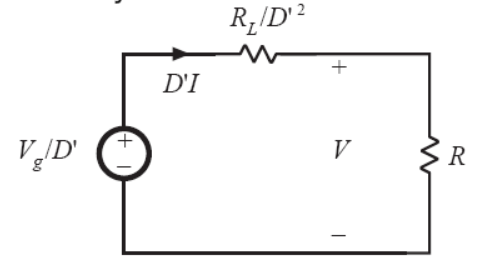 R_L/D'²
D'I
+
V_g/D'
+
−
V
R
−